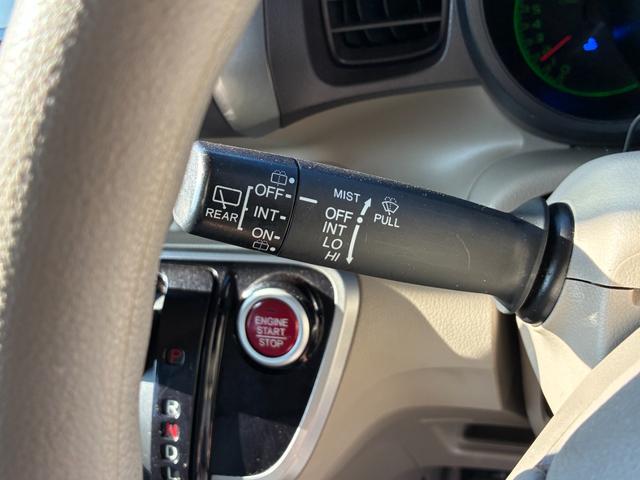 REAR
OFF
INT
ON
MIST
OFF
INT
LO
HI
PULL
ENGINE
START
STOP
P
R
N
D
L